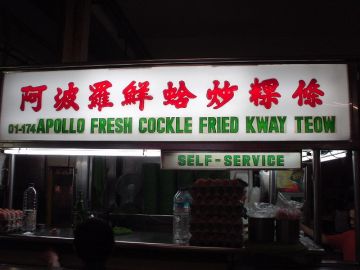 阿波羅鮮蛤炒粿條
01-174 APOLLO FRESH COCKLE FRIED KWAY TEOW
SELF-SERVICE